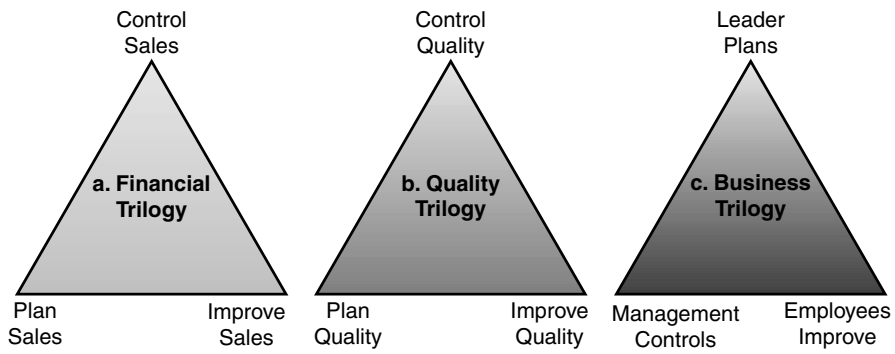 Control
Sales
Control
Quality
Leader
Plans
a. Financial
Trilogy
b. Quality
Trilogy
c. Business
Trilogy
Plan
Sales
Improve
Sales
Plan
Quality
Improve
Quality
Management
Controls
Employees
Improve